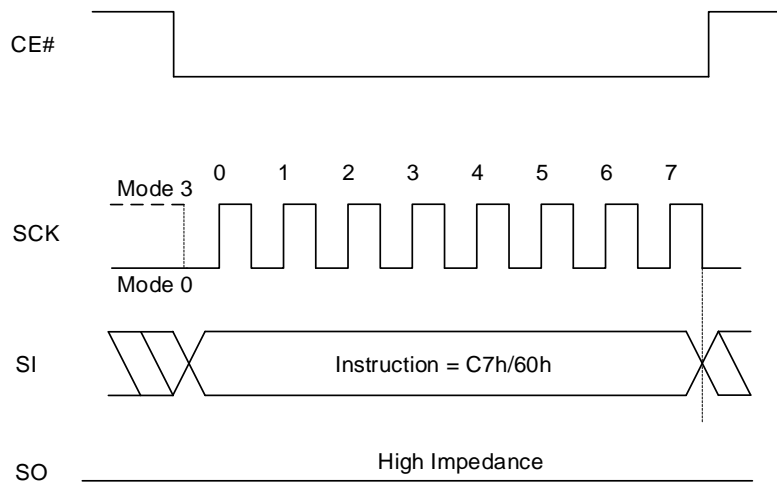 CE#
0 1 2 3 4 5 6 7
Mode 3
SCK
Mode 0
SI
Instruction = C7h/60h
High Impedance
SO